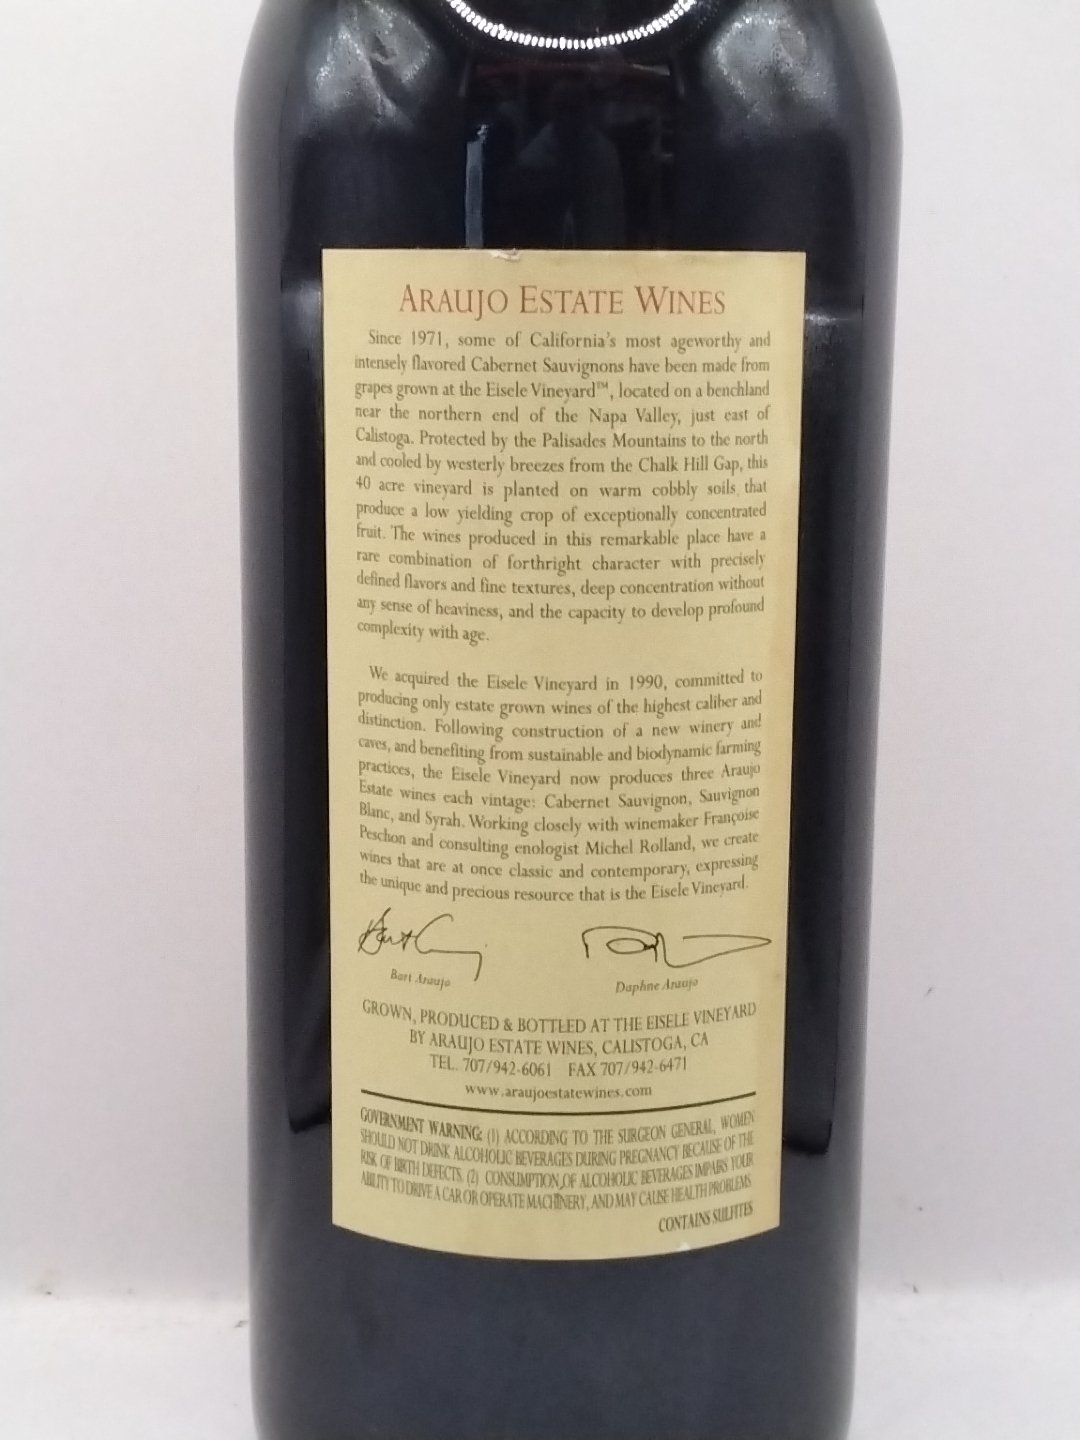 ARAUJO ESTATE WINES
Since 1971, some of California's most ageworthy and
intensely flavored Cabernet Sauvignons have been made from
grapes grown at the Eisele Vineyard™, located on a benchland
near the northern end of the Napa Valley, just east of
Calistoga. Protected by the Palisades Mountains to the north
and cooled by westerly breezes from the Chalk Hill Gap, this
40 acre vineyard is planted on warm cobbly soils that
produce a low yielding crop of exceptionally concentrated
fruit. The wines produced in this remarkable place have a
rare combination of forthright character with precisely
defined flavors and fine textures, deep concentration without
any sense of heaviness, and the capacity to develop profound
complexity with age.
We acquired the Eisele Vineyard in 1990, committed to
producing only estate grown wines of the highest caliber and
distinction. Following construction of a new winery and
caves, and benefiting from sustainable and biodynamic farming
practices, the Eisele Vineyard now produces three Araujo
Estate wines each vintage: Cabernet Sauvignon, Sauvignon
Blanc, and Syrah. Working closely with winemaker Françoise
Peschon and consulting enologist Michel Rolland, we create
wines that are at once classic and contemporary, expressing
the unique and precious resource that is the Eisele Vineyard.
Bart Araujo Daphne Araujo
GROWN, PRODUCED & BOTTLED AT THE EISELE VINEYARD
BY ARAUJO ESTATE WINES, CALISTOGA, CA
TEL. 707/942-6061 FAX 707/942-6471
www.araujoestatewines.com
GOVERNMENT WARNING: (1) ACCORDING TO THE SURGEON GENERAL, WOMEN
SHOULD NOT DRINK ALCOHOLIC BEVERAGES DURING PREGNANCY BECAUSE OF THE
RISK OF BIRTH DEFECTS. (2) CONSUMPTION OF ALCOHOLIC BEVERAGES IMPAIRS YOUR
ABILITY TO DRIVE A CAR OR OPERATE MACHINERY, AND MAY CAUSE HEALTH PROBLEMS.
CONTAINS SULFITES